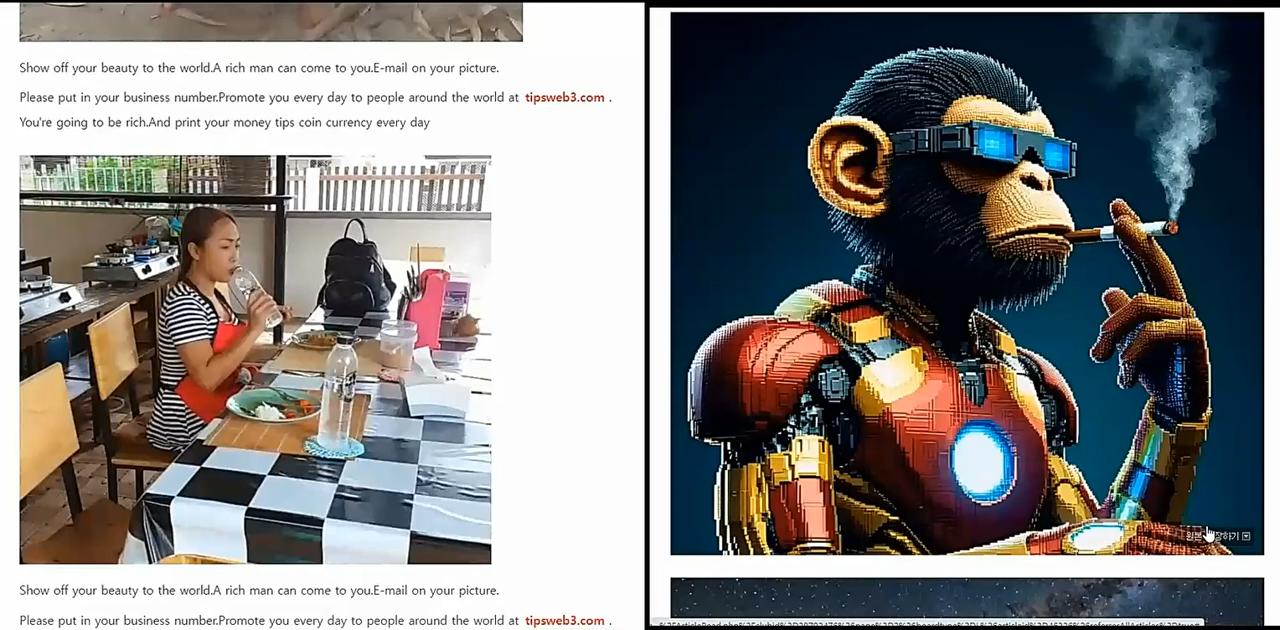 Show off your beauty to the world.A rich man can come to you.E-mail on your picture.
Please put in your business number.Promote you every day to people around the world at tipsweb3.com .
You're going to be rich.And print your money tips coin currency every day
Show off your beauty to the world.A rich man can come to you.E-mail on your picture.
Please put in your business number.Promote you every day to people around the world at tipsweb3.com .